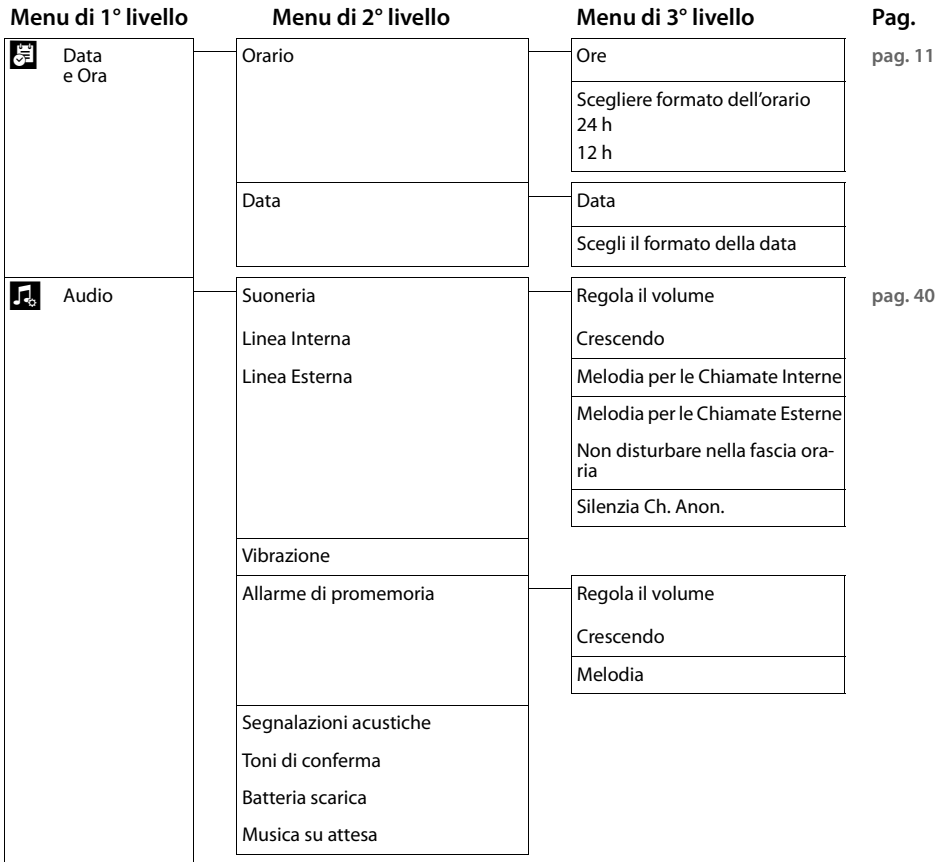 Menu di 1° livello Menu di 2° livello Menu di 3° livello Pag.
Data Orario Ore pag. 11
e Ora
Scegliere formato dell'orario
24 h
12 h
Data Data
Scegli il formato della data
Audio Suoneria Regola il volume pag. 40
Linea Interna Crescendo
Linea Esterna Melodia per le Chiamate Interne
Melodia per le Chiamate Esterne
Non disturbare nella fascia ora-
ria
Silenzia Ch. Anon.
Vibrazione
Allarme di promemoria Regola il volume
Crescendo
Melodia
Segnalazioni acustiche
Toni di conferma
Batteria scarica
Musica su attesa